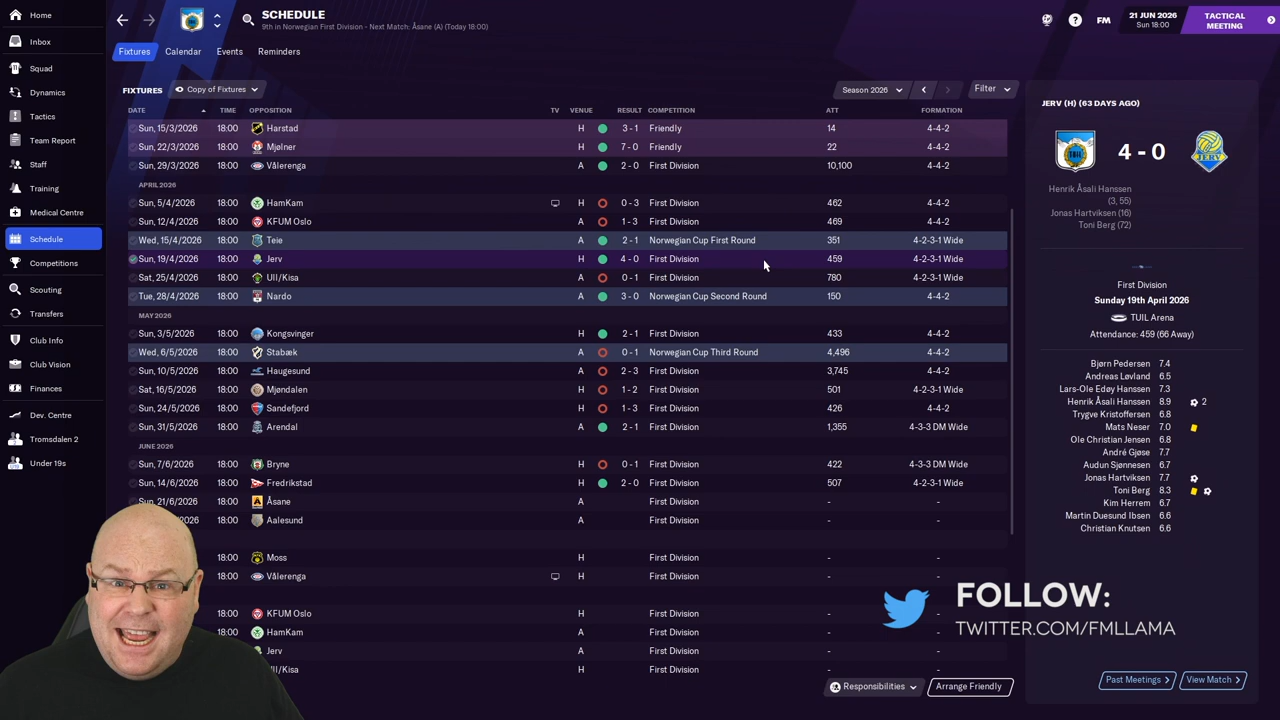 Home
Inbox
Squad
Dynamics
Tactics
Team Report
Staff
Training
Medical Centre
Schedule
Competitions
Scouting
Transfers
Club Info
Club Vision
Finances
Dev. Centre
Tromsdalen 2
Under 19s
SCHEDULE
9th in Norwegian First Division - Next Match: Åsane (A) (Today 18:00)
FM
21 JUN 2026
Sun 18:00
TACTICAL MEETING
Fixtures Calendar Events Reminders
FIXTURES Copy of Fixtures Season 2026 Filter
DATE TIME OPPOSITION TV VENUE RESULT COMPETITION ATT FORMATION
Sun, 15/3/2026 18:00 Harstad H 3 - 1 Friendly 14 4-4-2
Sun, 22/3/2026 18:00 Mjølner H 7 - 0 Friendly 22 4-4-2
Sun, 29/3/2026 18:00 Vålerenga A 2 - 0 First Division 10,100 4-4-2
APRIL 2026
Sun, 5/4/2026 18:00 HamKam H 0 - 3 First Division 462 4-4-2
Sun, 12/4/2026 18:00 KFUM Oslo A 1 - 3 First Division 469 4-4-2
Wed, 15/4/2026 18:00 Teie A 2 - 1 Norwegian Cup First Round 351 4-2-3-1 Wide
Sun, 19/4/2026 18:00 Jerv H 4 - 0 First Division 459 4-2-3-1 Wide
Sat, 25/4/2026 18:00 Ull/Kisa A 0 - 1 First Division 780 4-2-3-1 Wide
Tue, 28/4/2026 18:00 Nardo A 3 - 0 Norwegian Cup Second Round 150 4-4-2
MAY 2026
Sun, 3/5/2026 18:00 Kongsvinger H 2 - 1 First Division 433 4-4-2
Wed, 6/5/2026 18:00 Stabæk A 0 - 1 Norwegian Cup Third Round 4,496 4-4-2
Sun, 10/5/2026 18:00 Haugesund A 2 - 3 First Division 3,745 4-4-2
Sat, 16/5/2026 18:00 Mjøndalen H 1 - 2 First Division 501 4-2-3-1 Wide
Sun, 24/5/2026 18:00 Sandefjord H 1 - 3 First Division 426 4-4-2
Sun, 31/5/2026 18:00 Arendal A 2 - 1 First Division 1,355 4-3-3 DM Wide
JUNE 2026
Sun, 7/6/2026 18:00 Bryne H 0 - 1 First Division 422 4-3-3 DM Wide
Sun, 14/6/2026 18:00 Fredrikstad H 2 - 0 First Division 507 4-2-3-1 Wide
Sun, 21/6/2026 18:00 Åsane A First Division - -
2026 18:00 Aalesund A First Division - -
18:00 Moss H First Division - -
18:00 Vålerenga H First Division - -
18:00 KFUM Oslo H First Division -
18:00 HamKam A First Division -
Jerv A First Division - -
H First Division - -
Responsibilities Arrange Friendly
JERV (H) (63 DAYS AGO)
TUIL
4 - 0
JERV
Henrik Åsali Hanssen
(3, 55)
Jonas Hartviksen (16)
Toni Berg (72)
First Division
Sunday 19th April 2026
TUIL Arena
Attendance: 459 (66 Away)
Bjørn Pedersen 7.4
Andreas Løvland 6.5
Lars-Ole Edøy Hanssen 7.3
Henrik Åsali Hanssen 8.9 2
Trygve Kristoffersen 6.8
Mats Neser 7.0
Ole Christian Jensen 6.8
André Gjøse 7.7
Audun Sjønnesen 6.7
Jonas Hartviksen 7.7
Toni Berg 8.3
Kim Herrem 6.7
Martin Duesund Ibsen 6.6
Christian Knutsen 6.6
FOLLOW:
TWITTER.COM/FMLLAMA
Past Meetings > View Match >